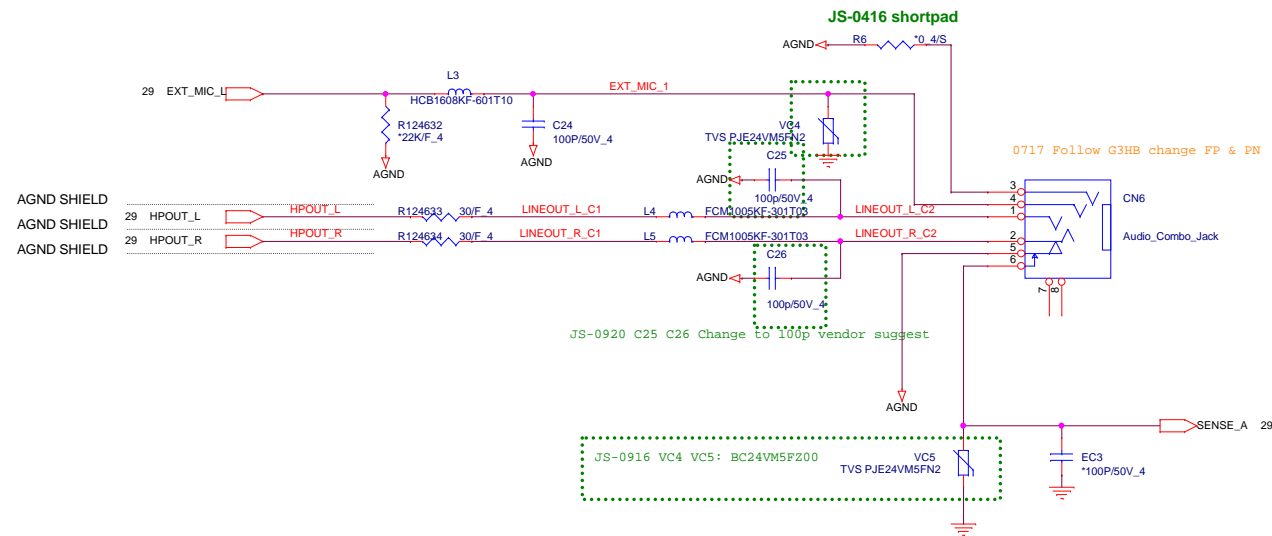 JS-0416 shortpad
AGND
R6
*0_4/S
29 EXT_MIC_L
L3
HCB1608KF-601T10
EXT_MIC_1
R124632
*22K/F_4
AGND
C24
100P/50V_4
AGND
VC4
TVS PJE24VM5FN2
0717 Follow G3HB change FP & PN
C25
AGND
100p/50V_4
AGND SHIELD
AGND SHIELD
AGND SHIELD
29 HPOUT_L
HPOUT_L
R124633
30/F_4
LINEOUT_L_C1
L4
FCM1005KF-301T03
LINEOUT_L_C2
29 HPOUT_R
HPOUT_R
R124634
30/F_4
LINEOUT_R_C1
L5
FCM1005KF-301T03
LINEOUT_R_C2
3
4
1
2
5
6
7
8
CN6
Audio_Combo_Jack
C26
AGND
100p/50V_4
JS-0920 C25 C26 Change to 100p vendor suggest
AGND
SENSE_A 29
JS-0916 VC4 VC5: BC24VM5FZ00
VC5
TVS PJE24VM5FN2
EC3
*100P/50V_4